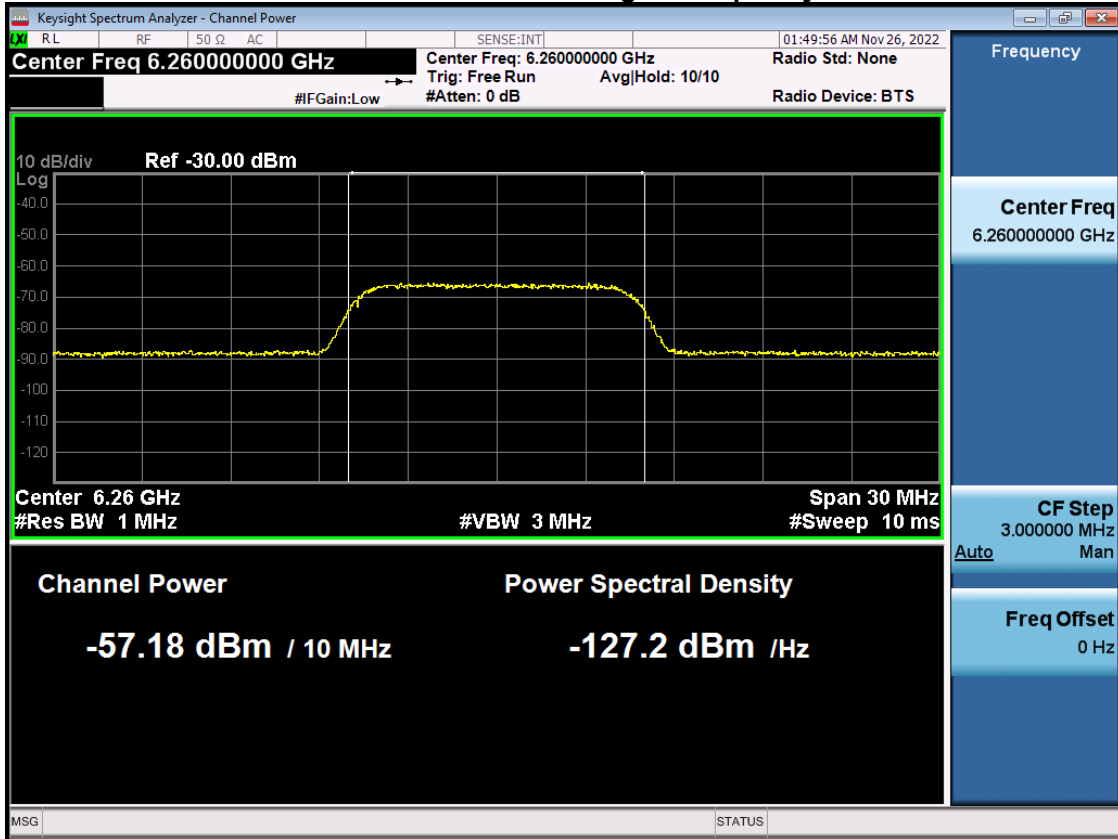 Keysight Spectrum Analyzer - Channel Power
LXI RL RF 50 Ω AC SENSE:INT 01:49:56 AM Nov 26, 2022
Center Freq 6.260000000 GHz
#IFGain:Low
Center Freq: 6.260000000 GHz
Trig: Free Run Avg|Hold: 10/10
#Atten: 0 dB
Radio Std: None
Radio Device: BTS
10 dB/div Ref -30.00 dBm
Log
-40.0
-50.0
-60.0
-70.0
-80.0
-90.0
-100
-110
-120
Center 6.26 GHz Span 30 MHz
#Res BW 1 MHz #VBW 3 MHz #Sweep 10 ms
Channel Power Power Spectral Density
-57.18 dBm / 10 MHz -127.2 dBm /Hz
Frequency
Center Freq
6.260000000 GHz
CF Step
3.000000 MHz
Auto Man
Freq Offset
0 Hz
MSG STATUS